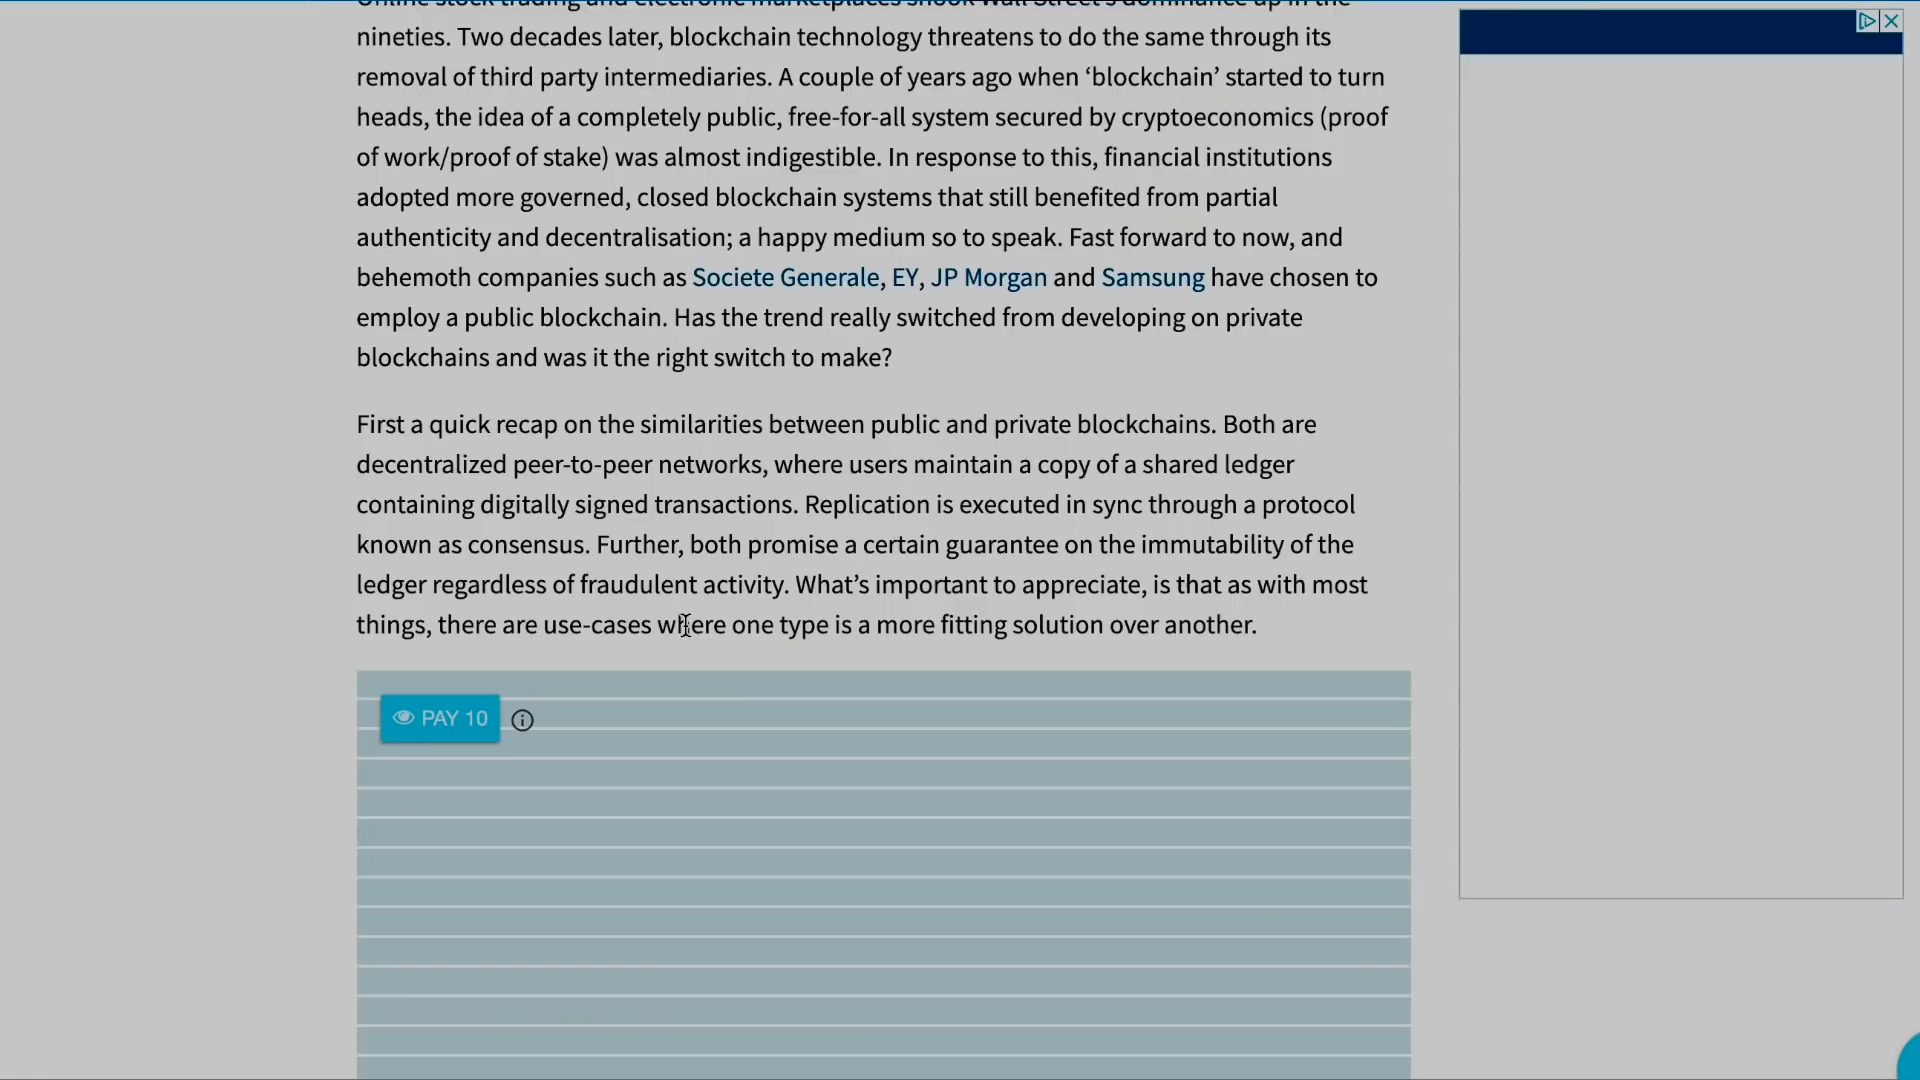 Online stock trading and electronic marketplaces shook Wall Street's dominance up in the
nineties. Two decades later, blockchain technology threatens to do the same through its
removal of third party intermediaries. A couple of years ago when ‘blockchain’ started to turn
heads, the idea of a completely public, free-for-all system secured by cryptoeconomics (proof
of work/proof of stake) was almost indigestible. In response to this, financial institutions
adopted more governed, closed blockchain systems that still benefited from partial
authenticity and decentralisation; a happy medium so to speak. Fast forward to now, and
behemoth companies such as Societe Generale, EY, JP Morgan and Samsung have chosen to
employ a public blockchain. Has the trend really switched from developing on private
blockchains and was it the right switch to make?
First a quick recap on the similarities between public and private blockchains. Both are
decentralized peer-to-peer networks, where users maintain a copy of a shared ledger
containing digitally signed transactions. Replication is executed in sync through a protocol
known as consensus. Further, both promise a certain guarantee on the immutability of the
ledger regardless of fraudulent activity. What’s important to appreciate, is that as with most
things, there are use-cases where one type is a more fitting solution over another.
PAY 10